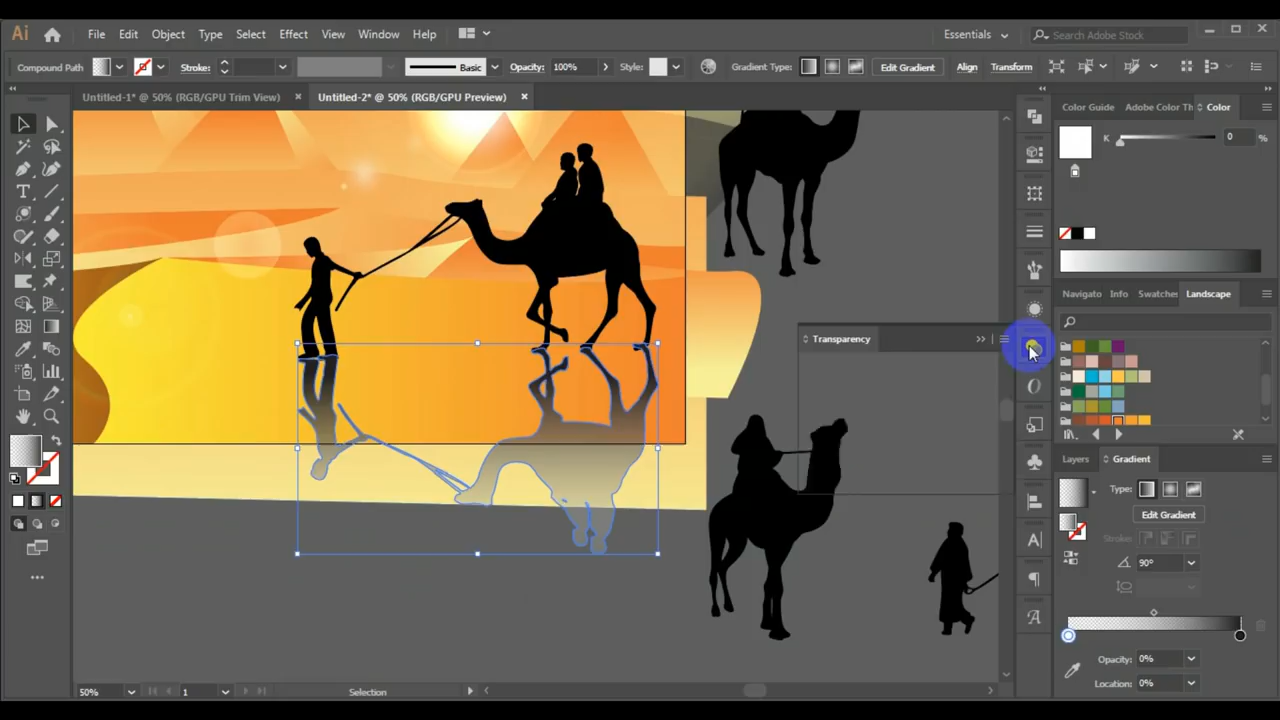 Ai File Edit Object Type Select Effect View Window Help Essentials Search Adobe Stock
Compound Path Stroke: Basic Opacity: 100% Style: Gradient Type: Edit Gradient Align Transform
Untitled-1* @ 50% (RGB/GPU Trim View) × Untitled-2* @ 50% (RGB/GPU Preview) ×
Color Guide Adobe Color Th Color
K 0 %
Navigato Info Swatche Landscape
Transparency
Layers Gradient
Type:
Edit Gradient
Stroke:
90°
Opacity: 0%
Location: 0%
50% 1 Selection